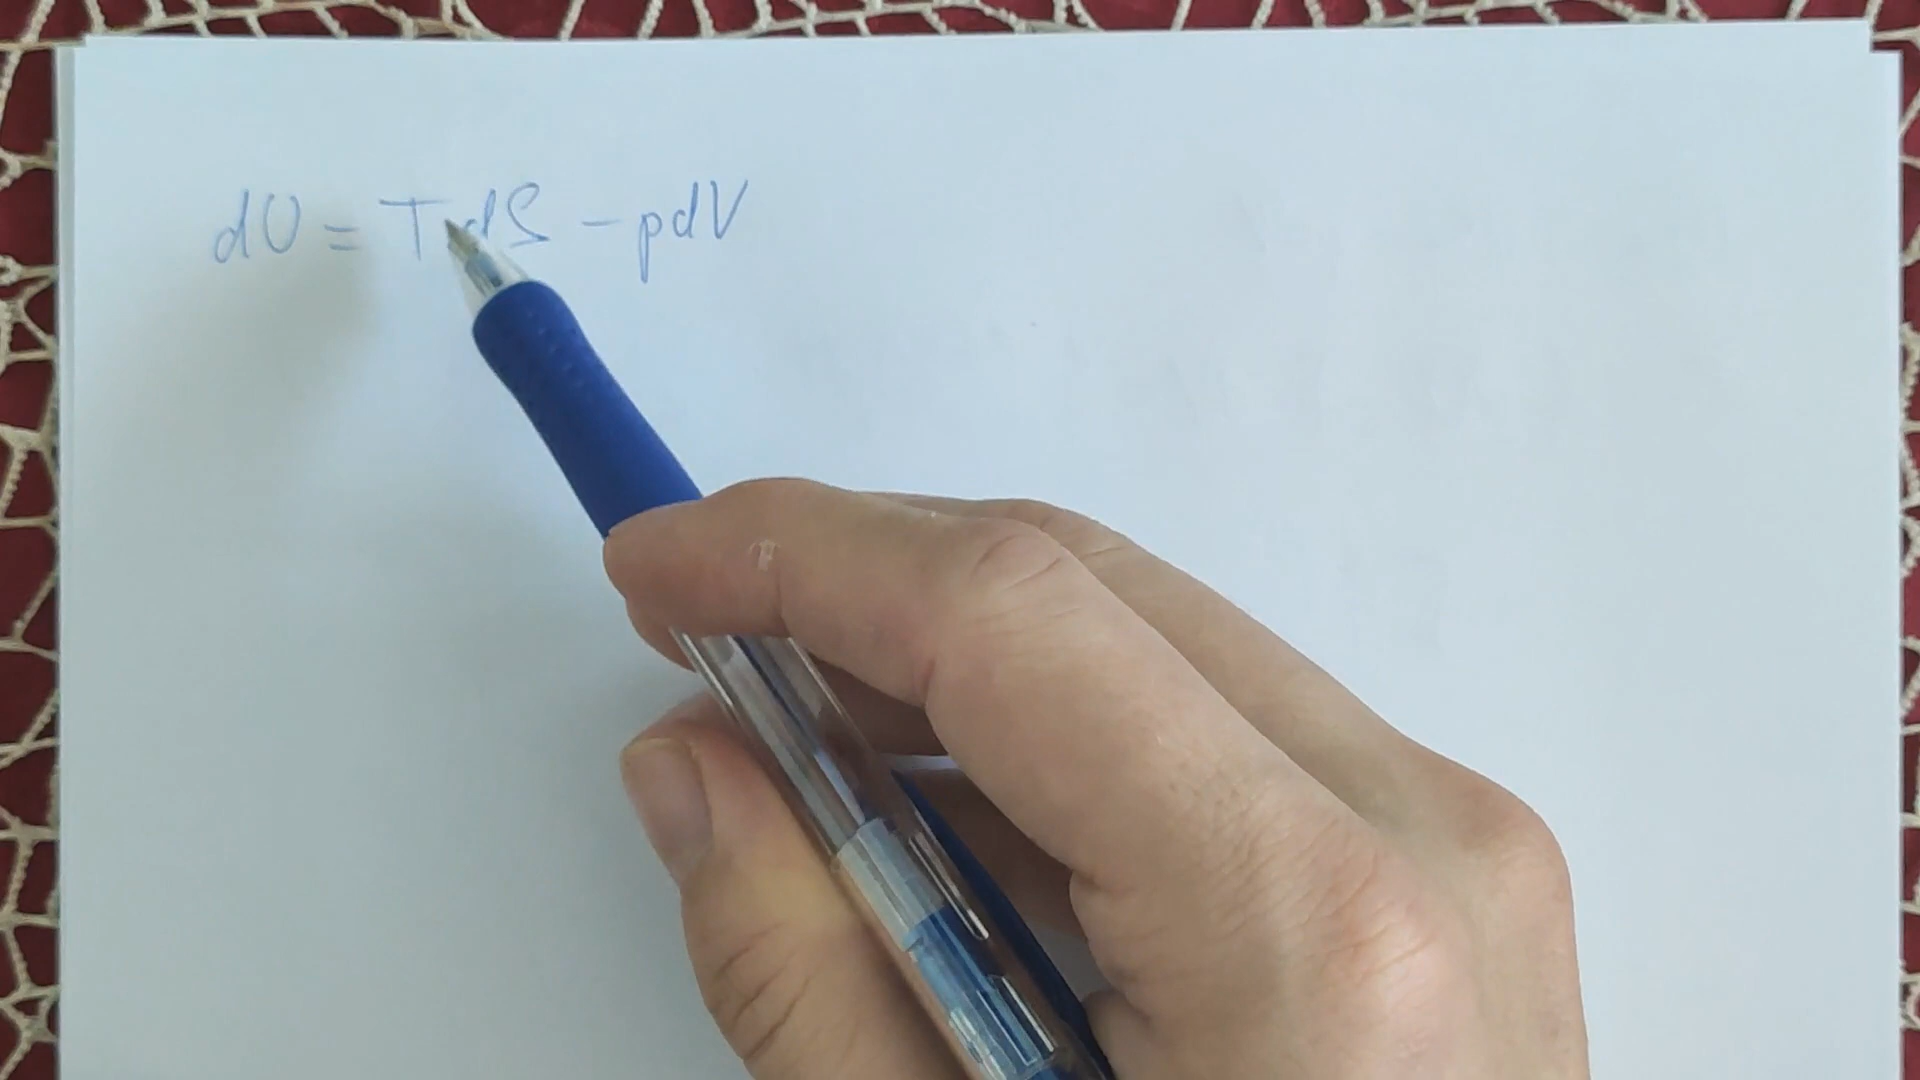 dU = TdS - pdV